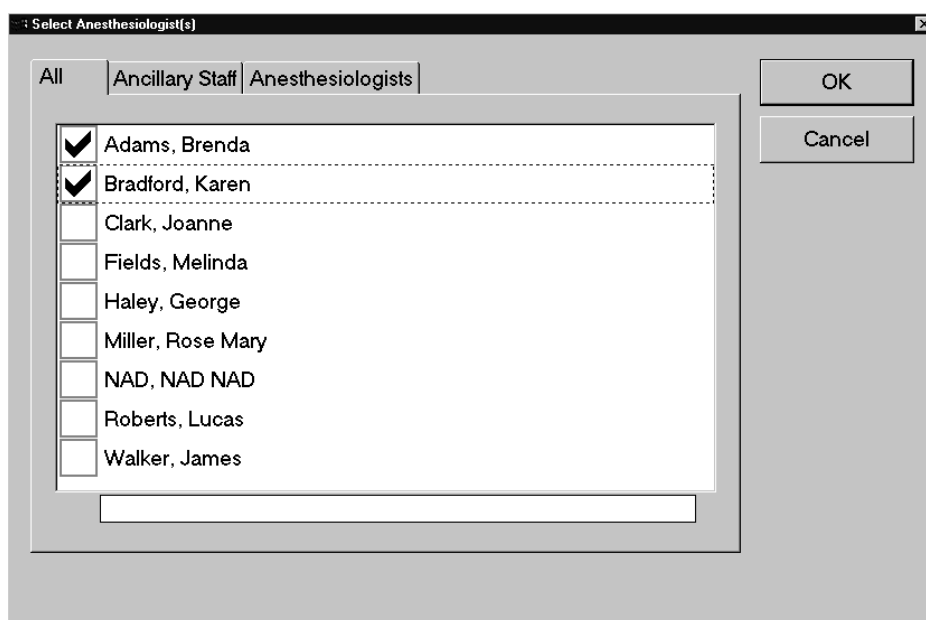 Select Anesthesiologist(s)
All
Ancillary Staff
Anesthesiologists
OK
Cancel
Adams, Brenda
Bradford, Karen
Clark, Joanne
Fields, Melinda
Haley, George
Miller, Rose Mary
NAD, NAD NAD
Roberts, Lucas
Walker, James